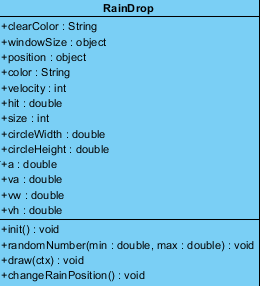 RainDrop
+clearColor : String
+windowSize : object
+position : object
+color : String
+velocity : int
+hit : double
+size : int
+circleWidth : double
+circleHeight : double
+a : double
+va : double
+vw : double
+vh : double
+init() : void
+randomNumber(min : double, max : double) : void
+draw(ctx) : void
+changeRainPosition() : void